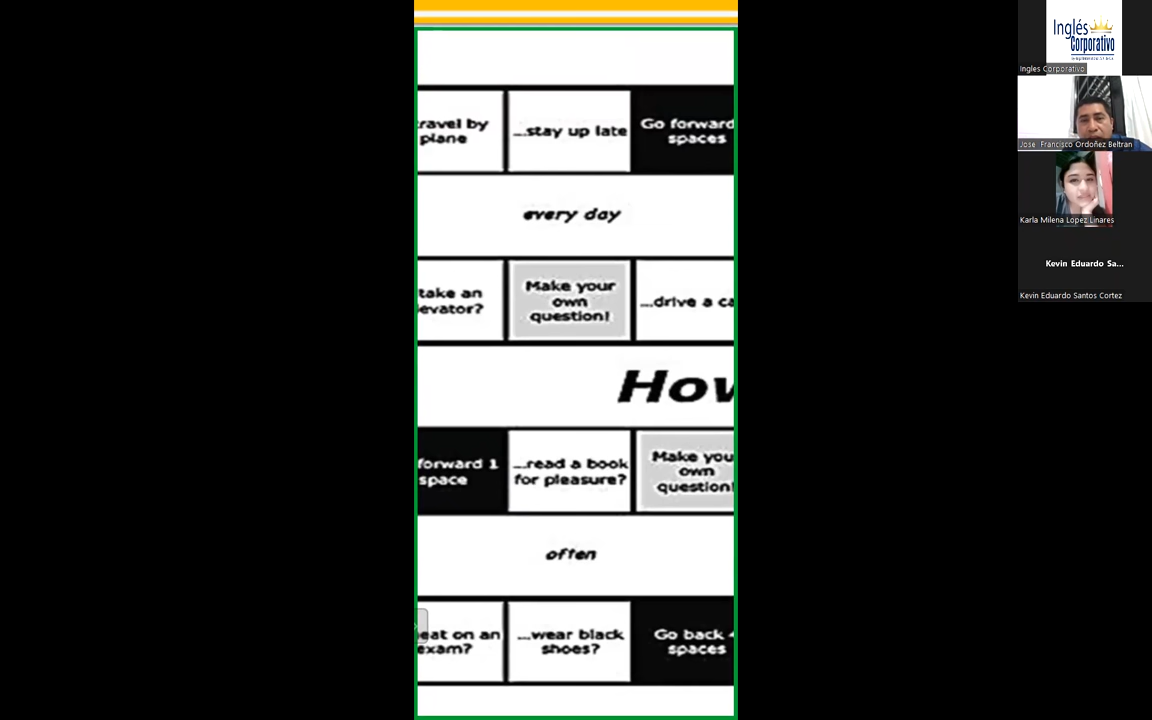 travel by
plane
...stay up late
Go forward
spaces
every day
take an
evator?
Make your
own
question!
...drive a ca
How
forward 1
space
...read a book
for pleasure?
Make you
own
question!
often
eat on an
exam?
...wear black
shoes?
Go back 4
spaces
Inglés
Corporativo
Ingles Corporativo
Jose Francisco Ordoñez Beltran
Karla Milena Lopez Linares
Kevin Eduardo Sa...
Kevin Eduardo Santos Cortez